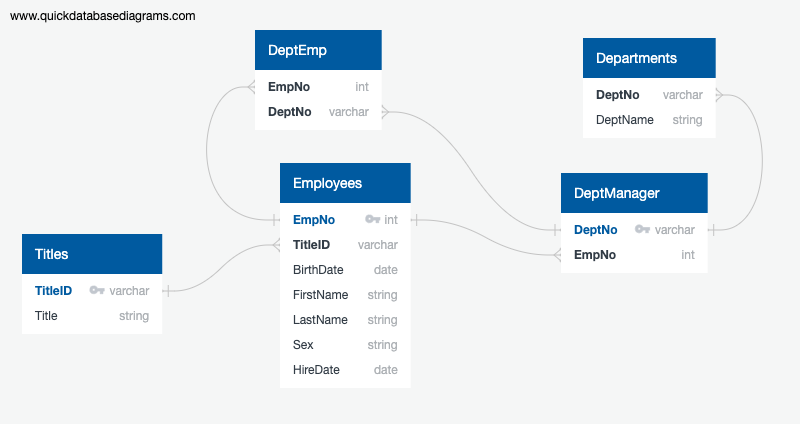 www.quickdatabasediagrams.com
DeptEmp
EmpNo int
DeptNo varchar
Departments
DeptNo varchar
DeptName string
Employees
EmpNo int
TitleID varchar
BirthDate date
FirstName string
LastName string
Sex string
HireDate date
DeptManager
DeptNo varchar
EmpNo int
Titles
TitleID varchar
Title string